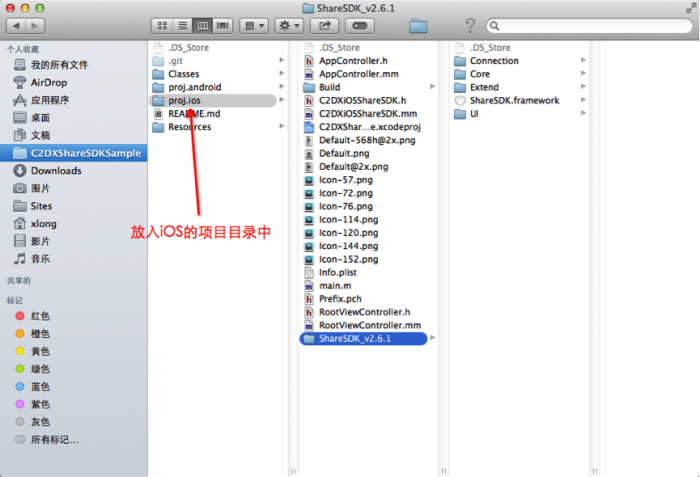 ShareSDK_v2.6.1
个人收藏
我的所有文件
AirDrop
应用程序
桌面
文稿
C2DXShareSDKSample
Downloads
图片
Sites
xlong
影片
音乐
共享的
标记
红色
橙色
黄色
绿色
蓝色
紫色
灰色
所有标记...
.DS_Store
.git
Classes
proj.android
proj.ios
README.md
Resources
放入iOS的项目目录中
.DS_Store
AppController.h
AppController.mm
Build
C2DXiOSShareSDK.h
C2DXiOSShareSDK.mm
C2DXShar...e.xcodeproj
Default-568h@2x.png
Default.png
Default@2x.png
Icon-57.png
Icon-72.png
Icon-76.png
Icon-114.png
Icon-120.png
Icon-144.png
Icon-152.png
Info.plist
main.m
Prefix.pch
RootViewController.h
RootViewController.mm
ShareSDK_v2.6.1
.DS_Store
Connection
Core
Extend
ShareSDK.framework
UI